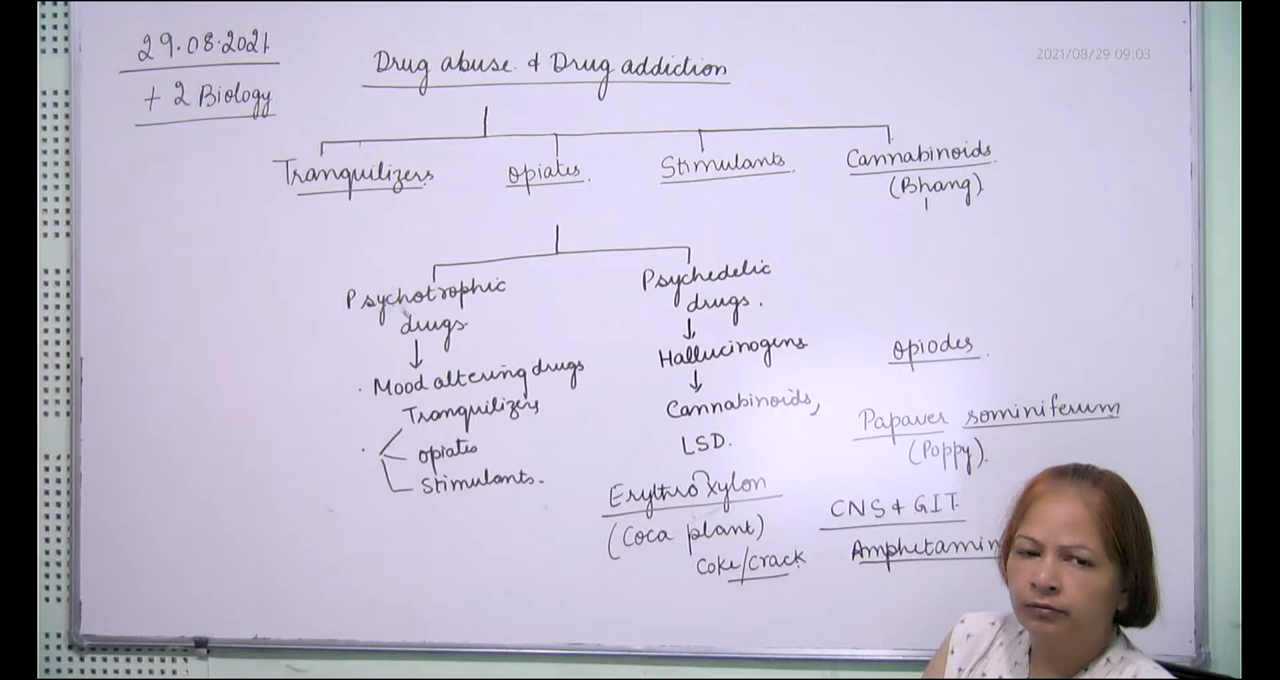 29.08.2021
+ 2 Biology
Drug abuse & Drug addiction
2021/08/29 09:03
Tranquilizers
opiates.
Stimulants.
Cannabinoids.
(Bhang)
Psychotrophic
drugs.
Psychedelic
drugs.
Mood altering drugs
Tranquilizers
opiates
Stimulants.
Hallucinogens
Cannabinoids,
LSD.
Erythroxylon
(Coca plant)
Coke/crack
opiodes.
Papaver sominiferum
(Poppy).
CNS & GIT.
Amphetamin